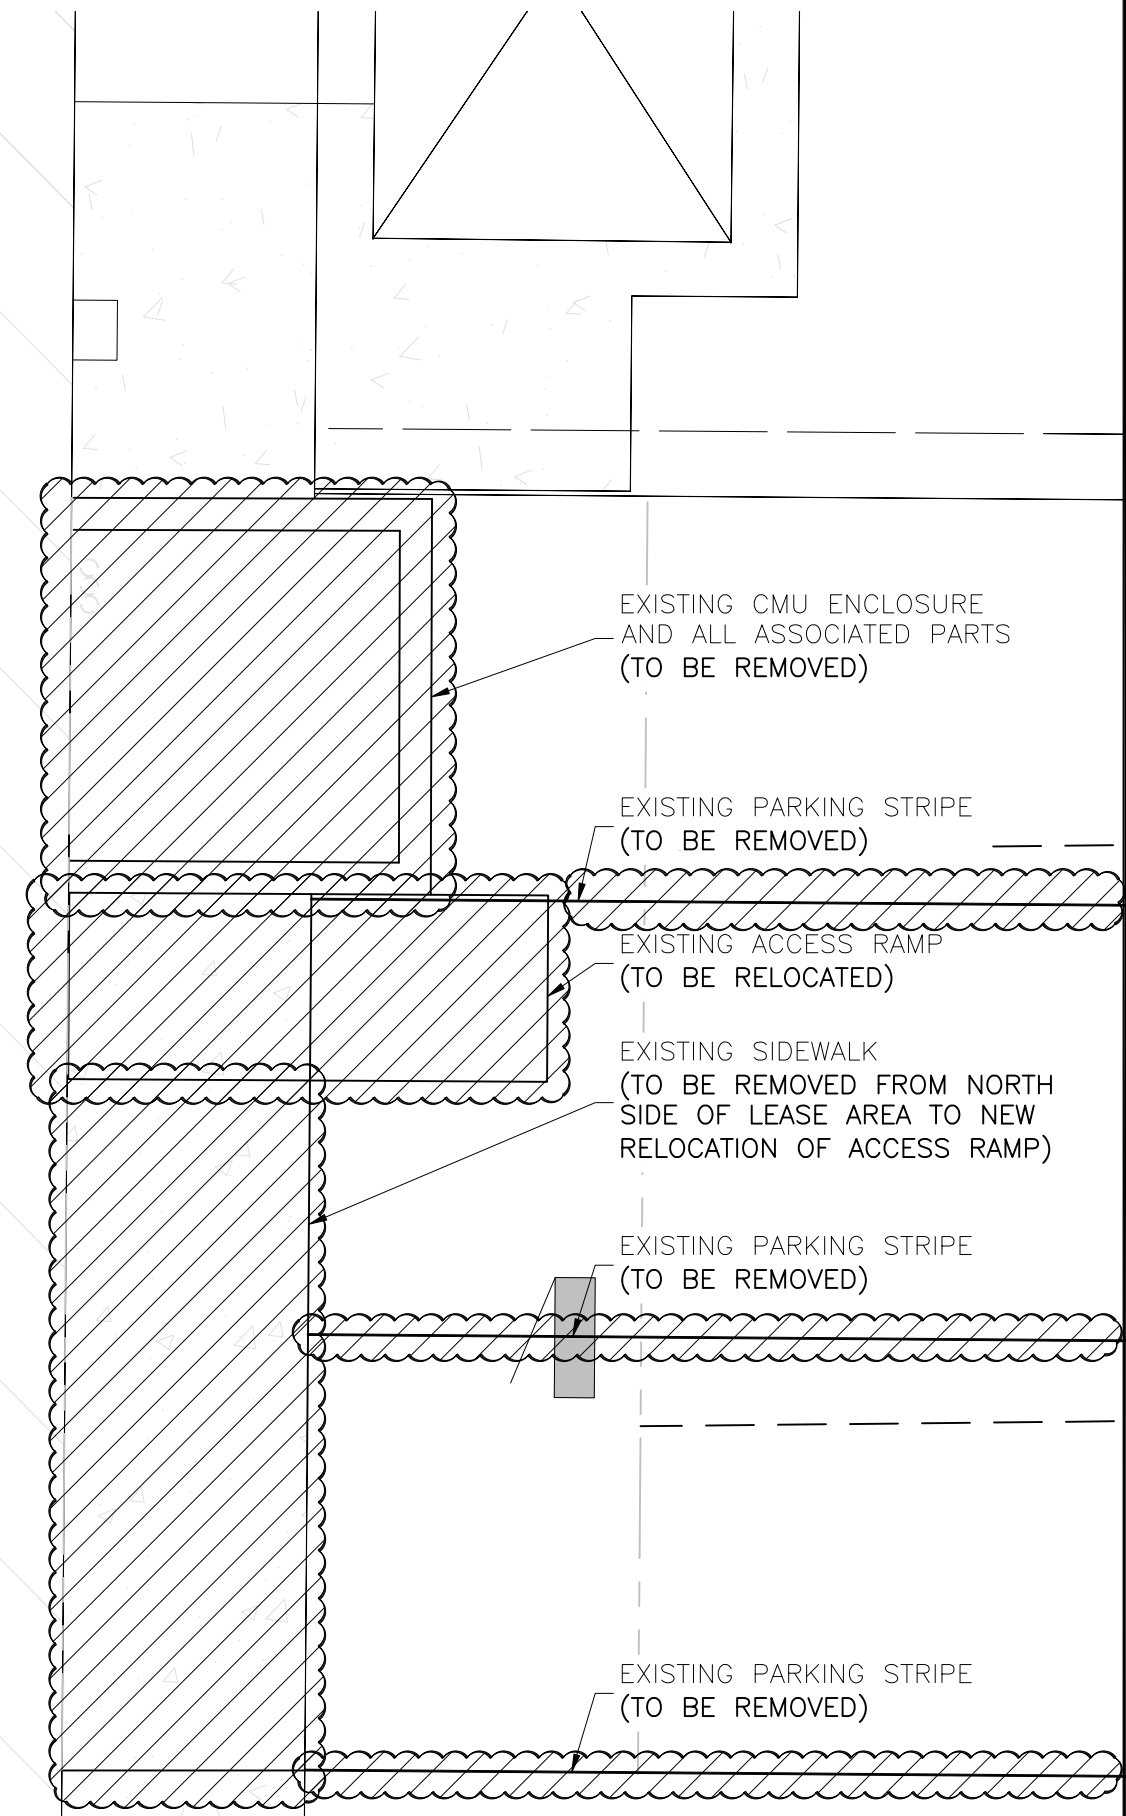 EXISTING CMU ENCLOSURE
AND ALL ASSOCIATED PARTS
(TO BE REMOVED)
EXISTING PARKING STRIPE
(TO BE REMOVED)
EXISTING ACCESS RAMP
(TO BE RELOCATED)
EXISTING SIDEWALK
(TO BE REMOVED FROM NORTH
SIDE OF LEASE AREA TO NEW
RELOCATION OF ACCESS RAMP)
EXISTING PARKING STRIPE
(TO BE REMOVED)
EXISTING PARKING STRIPE
(TO BE REMOVED)